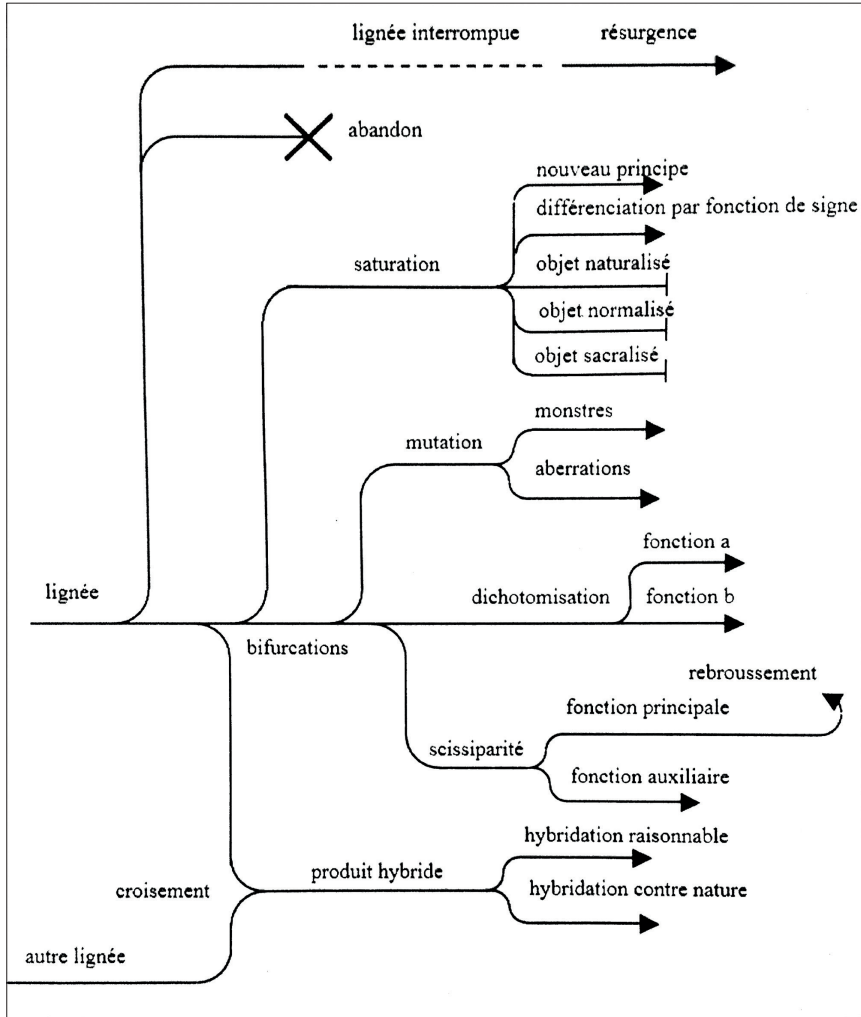 lignée interrompue
résurgence
abandon
nouveau principe
différenciation par fonction de signe
saturation
objet naturalisé
objet normalisé
objet sacralisé
monstres
mutation
aberrations
fonction a
lignée
dichotomisation
fonction b
bifurcations
rebroussement
fonction principale
scissiparité
fonction auxiliaire
hybridation raisonnable
produit hybride
croisement
hybridation contre nature
autre lignée